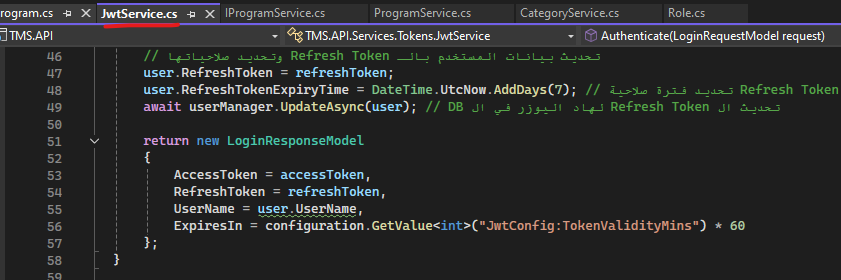 rogram.cs
JwtService.cs
IProgramService.cs
ProgramService.cs
CategoryService.cs
Role.cs
TMS.API
TMS.API.Services.Tokens.JwtService
Authenticate(LoginRequestModel request)
46 // تحديث بيانات المستخدم بالـ Refresh Token وتحديد صلاحياتها
47 user.RefreshToken = refreshToken;
48 user.RefreshTokenExpiryTime = DateTime.UtcNow.AddDays(7); // تحديد فترة صلاحية Refresh Token
49 await userManager.UpdateAsync(user); // تحديث ال Refresh Token لهاد اليوزر في ال DB
50
51 return new LoginResponseModel
52 {
53 AccessToken = accessToken,
54 RefreshToken = refreshToken,
55 UserName = user.UserName,
56 ExpiresIn = configuration.GetValue<int>("JwtConfig:TokenValidityMins") * 60
57 };
58 }
59